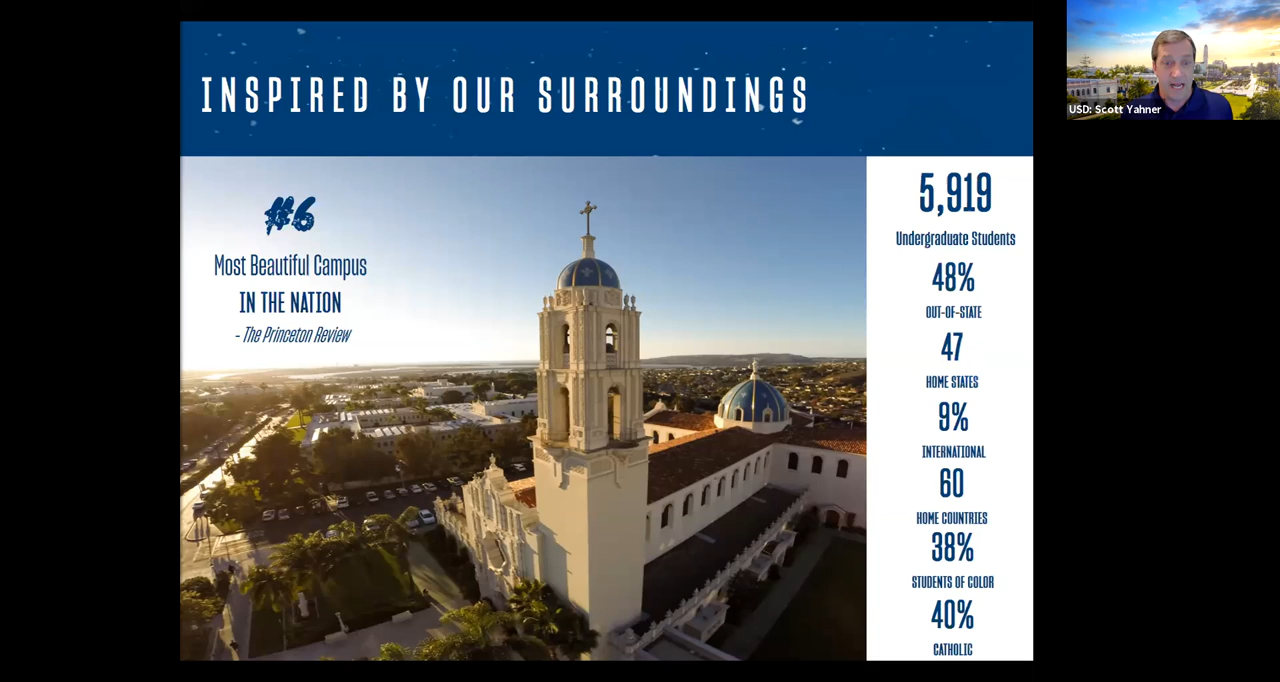 INSPIRED BY OUR SURROUNDINGS
#6
Most Beautiful Campus
IN THE NATION
- The Princeton Review
5,919
Undergraduate Students
48%
OUT-OF-STATE
47
HOME STATES
9%
INTERNATIONAL
60
HOME COUNTRIES
38%
STUDENTS OF COLOR
40%
CATHOLIC
USD: Scott Yahner